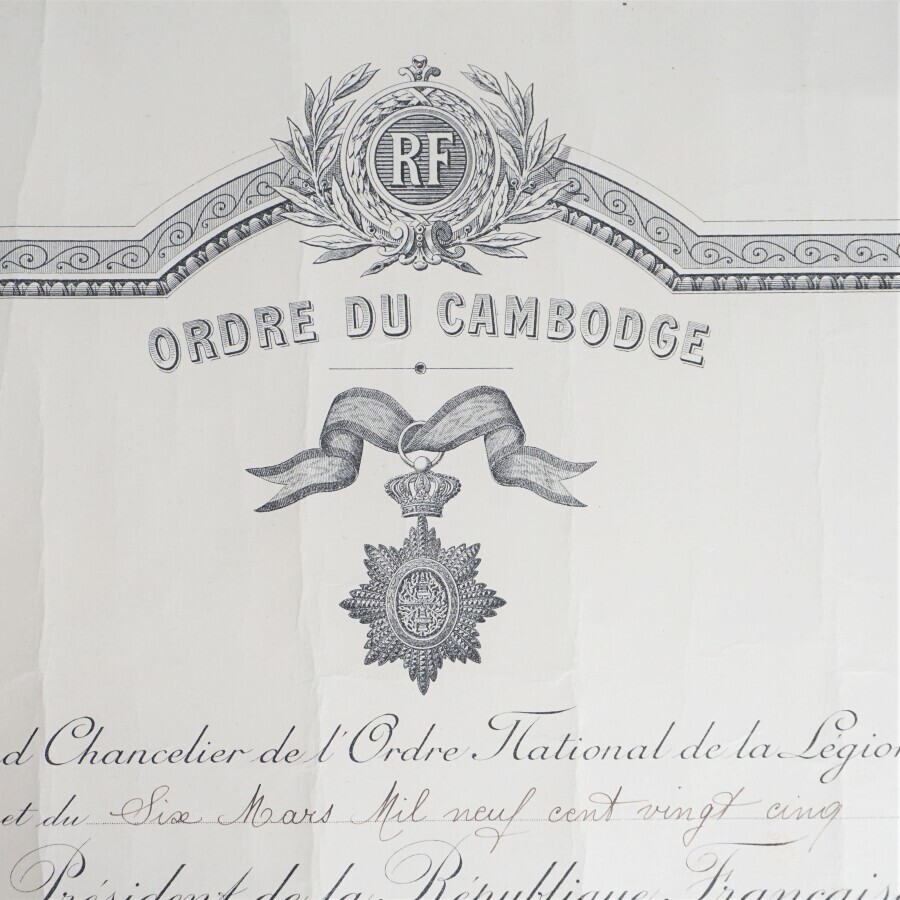 RF
ORDRE DU CAMBODGE
d Chancelier de l'Ordre National de la Légion
et du Six Mars Mil neuf cent vingt cinq
Président de la République Française